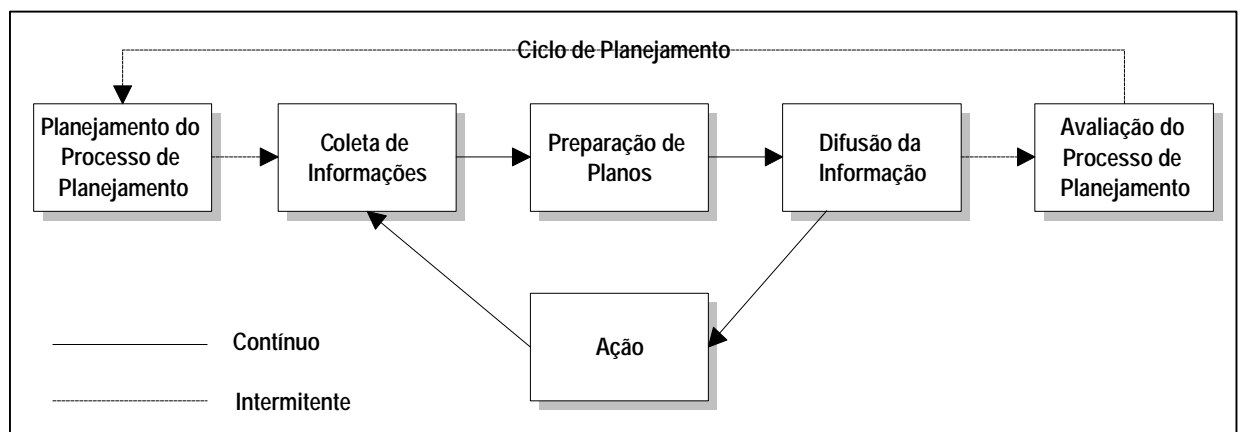 Ciclo de Planejamento
Planejamento do
Processo de
Planejamento
Coleta de
Informações
Preparação de
Planos
Difusão da
Informação
Avaliação do
Processo de
Planejamento
Ação
Contínuo
Intermitente